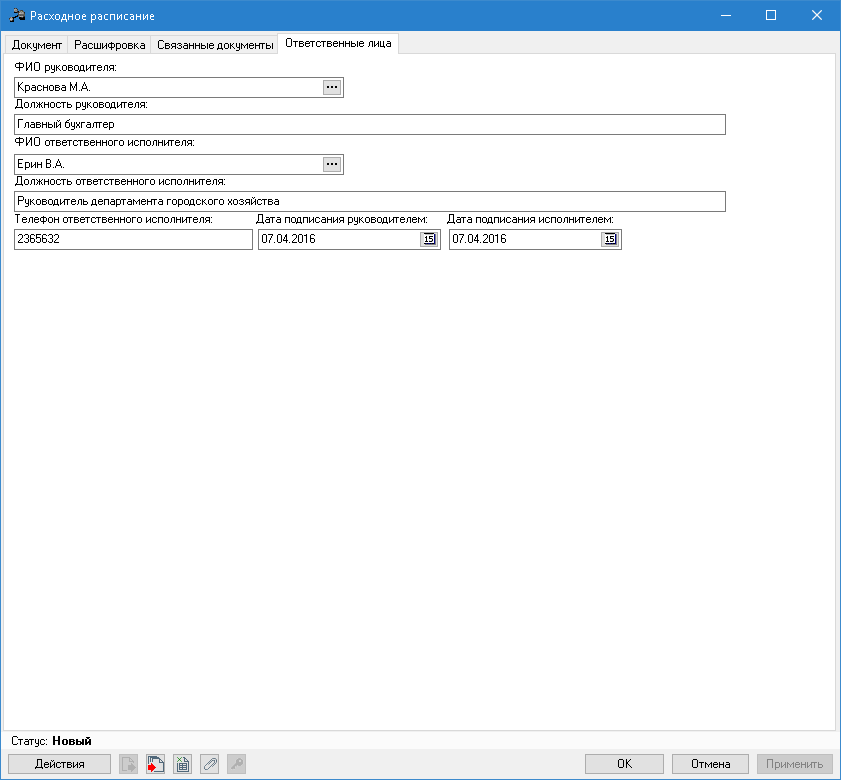 Расходное расписание
Документ Расшифровка Связанные документы Ответственные лица
ФИО руководителя:
Краснова М.А. ...
Должность руководителя:
Главный бухгалтер
ФИО ответственного исполнителя:
Ерин В.А. ...
Должность ответственного исполнителя:
Руководитель департамента городского хозяйства
Телефон ответственного исполнителя: Дата подписания руководителем: Дата подписания исполнителем:
2365632 07.04.2016 15 07.04.2016 15
Статус: Новый
Действия OK Отмена Применить